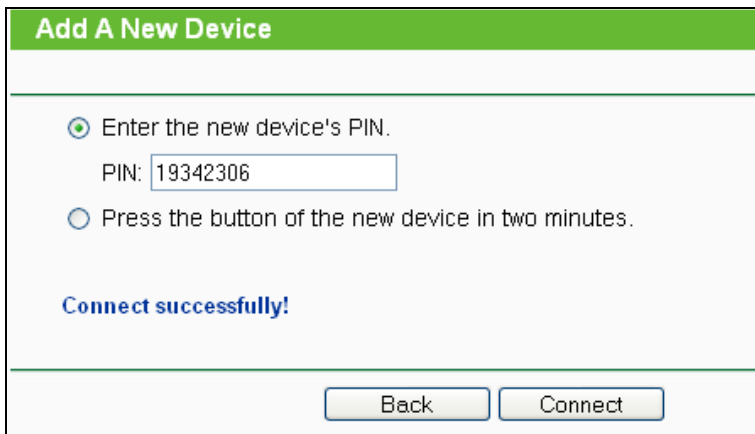 Add A New Device
Enter the new device's PIN.
PIN: 19342306
Press the button of the new device in two minutes.
Connect successfully!
Back Connect